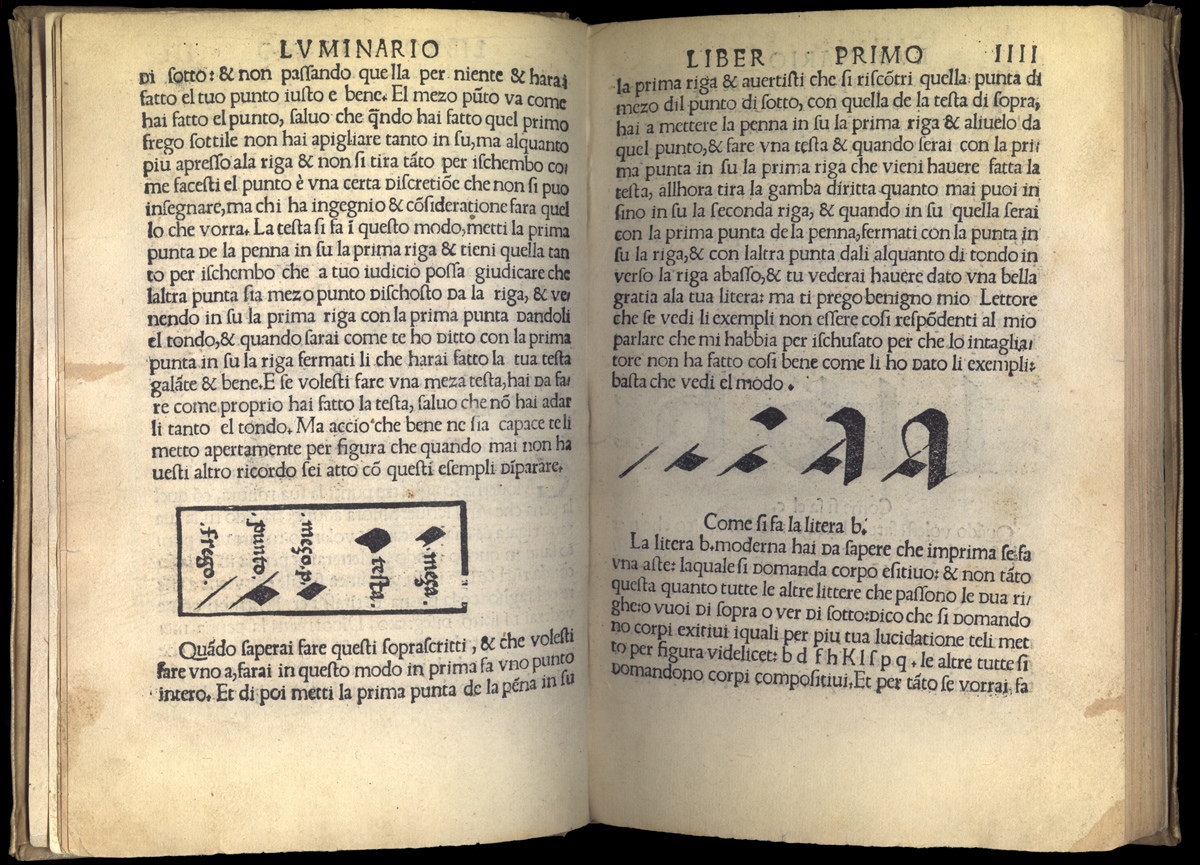 LVMINARIO
Di ſotto: & non paſſando quella per niente & harai
fatto el tuo punto iuſto e bene. El mezo pũto va come
hai fatto el punto, ſaluo che q̃ndo hai fatto quel primo
frego ſottile non hai apigliare tanto in ſu, ma alquanto
piu apreſſo ala riga & non ſi tira tãto per iſchembo co/
me faceſti el punto è vna certa Diſcretiõe che non ſi puo
inſegnare, ma chi ha ingegnio & cõſideratione fara quel
lo che vorra. La teſta ſi fa ĩ queſto modo, metti la prima
punta De la penna in ſu la prima riga & tieni quella tan
to per iſchembo che a tuo iudicio poſſa giudicare che
laltra punta ſia mezo punto Diſchoſto Da la riga, & ve/
nendo in ſu la prima riga con la prima punta Dandoli
el tondo, & quando ſarai come te ho Ditto con la prima
punta in ſu la riga fermati li che harai fatto la tua teſta
galãte & bene. E ſe voleſti fare vna meza teſta, hai Da fa/
re come proprio hai fatto la teſta, ſaluo che nõ hai adar
li tanto el tondo. Ma accio che bene ne ſia capace te li
metto apertamente per figura che quando mai non ha
ueſti altro ricordo ſei atto cõ queſti eſempli Dĩparare.
.frego.
.punto.
.mezo.p.
.teſta.
.meza.
Quãdo ſaperai fare queſti ſopraſcritti, & che voleſti
fare vno a, farai in queſto modo in prima fa vno punto
intero. Et di poi metti la prima punta de la pẽna in ſu
LIBER PRIMO IIII
la prima riga & auertiſti che ſi riſcõtri quella punta di
mezo dil punto di ſotto, con quella de la teſta di ſopra,
hai a mettere la penna in ſu la prima riga & aliuelo da
quel punto, & fare vna teſta & quando ſerai con la pri/
ma punta in ſu la prima riga che vieni hauere fatta la
teſta, allhora tira la gamba diritta quanto mai puoi in
ſino in ſu la ſeconda riga, & quando in ſu quella ſerai
con la prima punta de la penna, fermati con la punta in
ſu la riga, & con laltra punta dali alquanto di tondo in
verſo la riga abaſſo, & tu vederai hauere dato vna bella
gratia ala tua litera: ma ti prego benigno mio Lettore
che ſe vedi li exempli non eſſere coſi reſpõdenti al mio
parlare che mi habbia per iſchuſato per che lo intaglia/
tore non ha fatto coſi bene come li ho Dato li exempli:
baſta che vedi el modo.
a a
Come ſi fa la litera b.
La litera b. moderna hai Da ſapere che imprima ſe fa
vna aſte: laquale ſi Domanda corpo eſitiuo: & non tãto
queſta quanto tutte le altre littere che paſſono le Dua ri/
ghe: o vuoi Di ſopra o ver Di ſotto: Dico che ſi Domando
no corpi exitiui iquali per piu tua lucidatione teli met
to per figura videlicet: b d f h K l ſ p q. le altre tutte ſi
Domandono corpi compoſitiui. Et per tãto ſe vorrai, fa